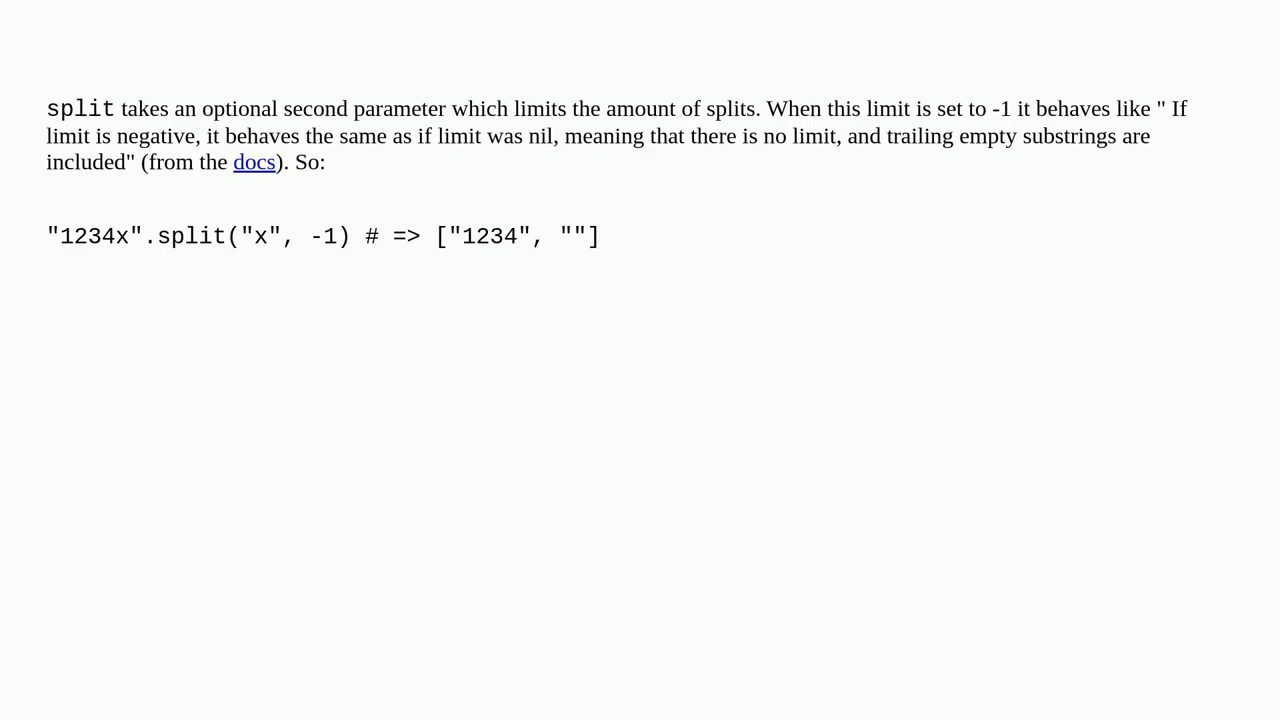 split takes an optional second parameter which limits the amount of splits. When this limit is set to -1 it behaves like " If
limit is negative, it behaves the same as if limit was nil, meaning that there is no limit, and trailing empty substrings are
included" (from the docs). So:
"1234x".split("x", -1) # => ["1234", ""]